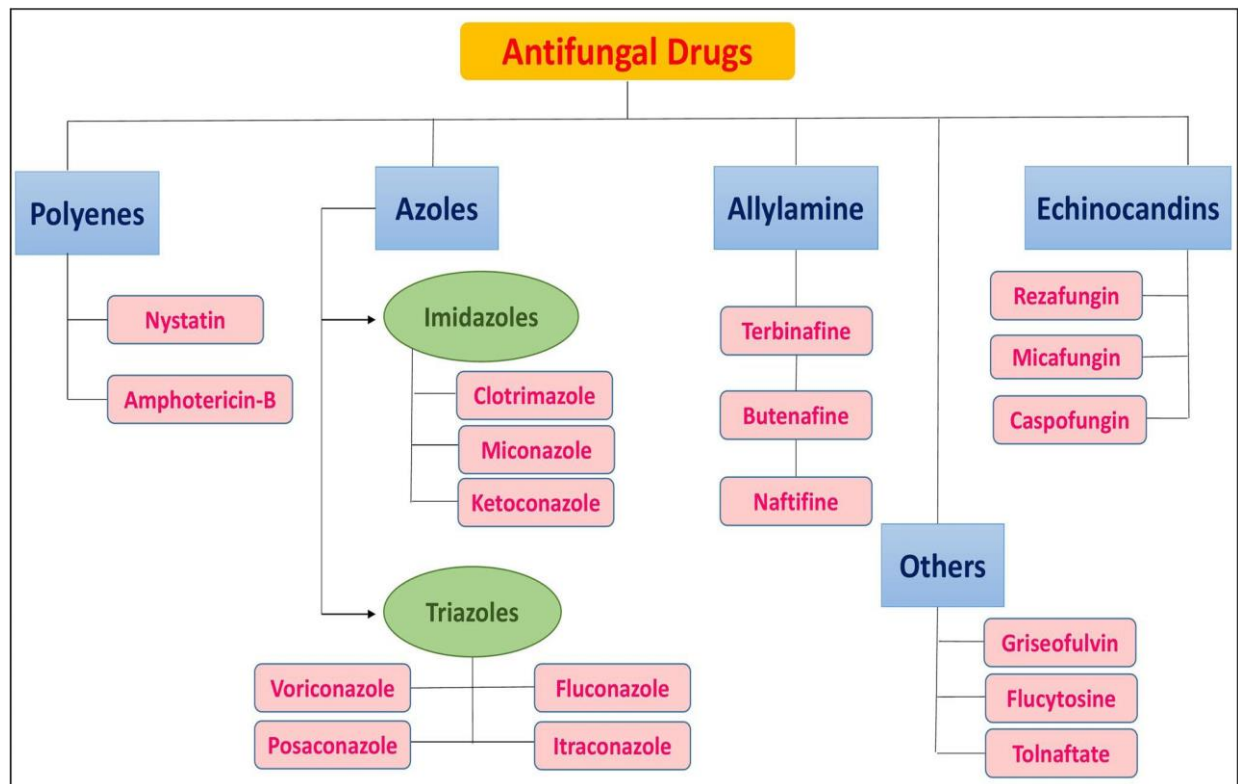 Antifungal Drugs
Polyenes
Nystatin
Amphotericin-B
Azoles
Imidazoles
Clotrimazole
Miconazole
Ketoconazole
Triazoles
Voriconazole
Fluconazole
Posaconazole
Itraconazole
Allylamine
Terbinafine
Butenafine
Naftifine
Others
Griseofulvin
Flucytosine
Tolnaftate
Echinocandins
Rezafungin
Micafungin
Caspofungin